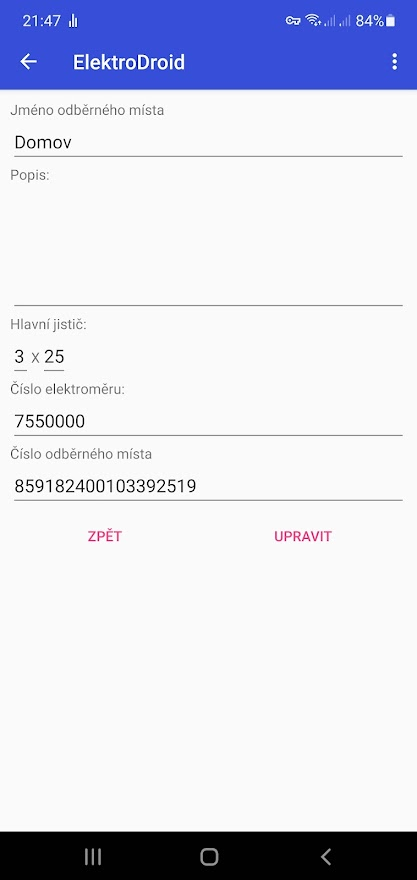 21:47 84%
ElektroDroid
Jméno odběrného místa
Domov
Popis:
Hlavní jistič:
3 x 25
Číslo elektroměru:
7550000
Číslo odběrného místa
859182400103392519
ZPĚT UPRAVIT